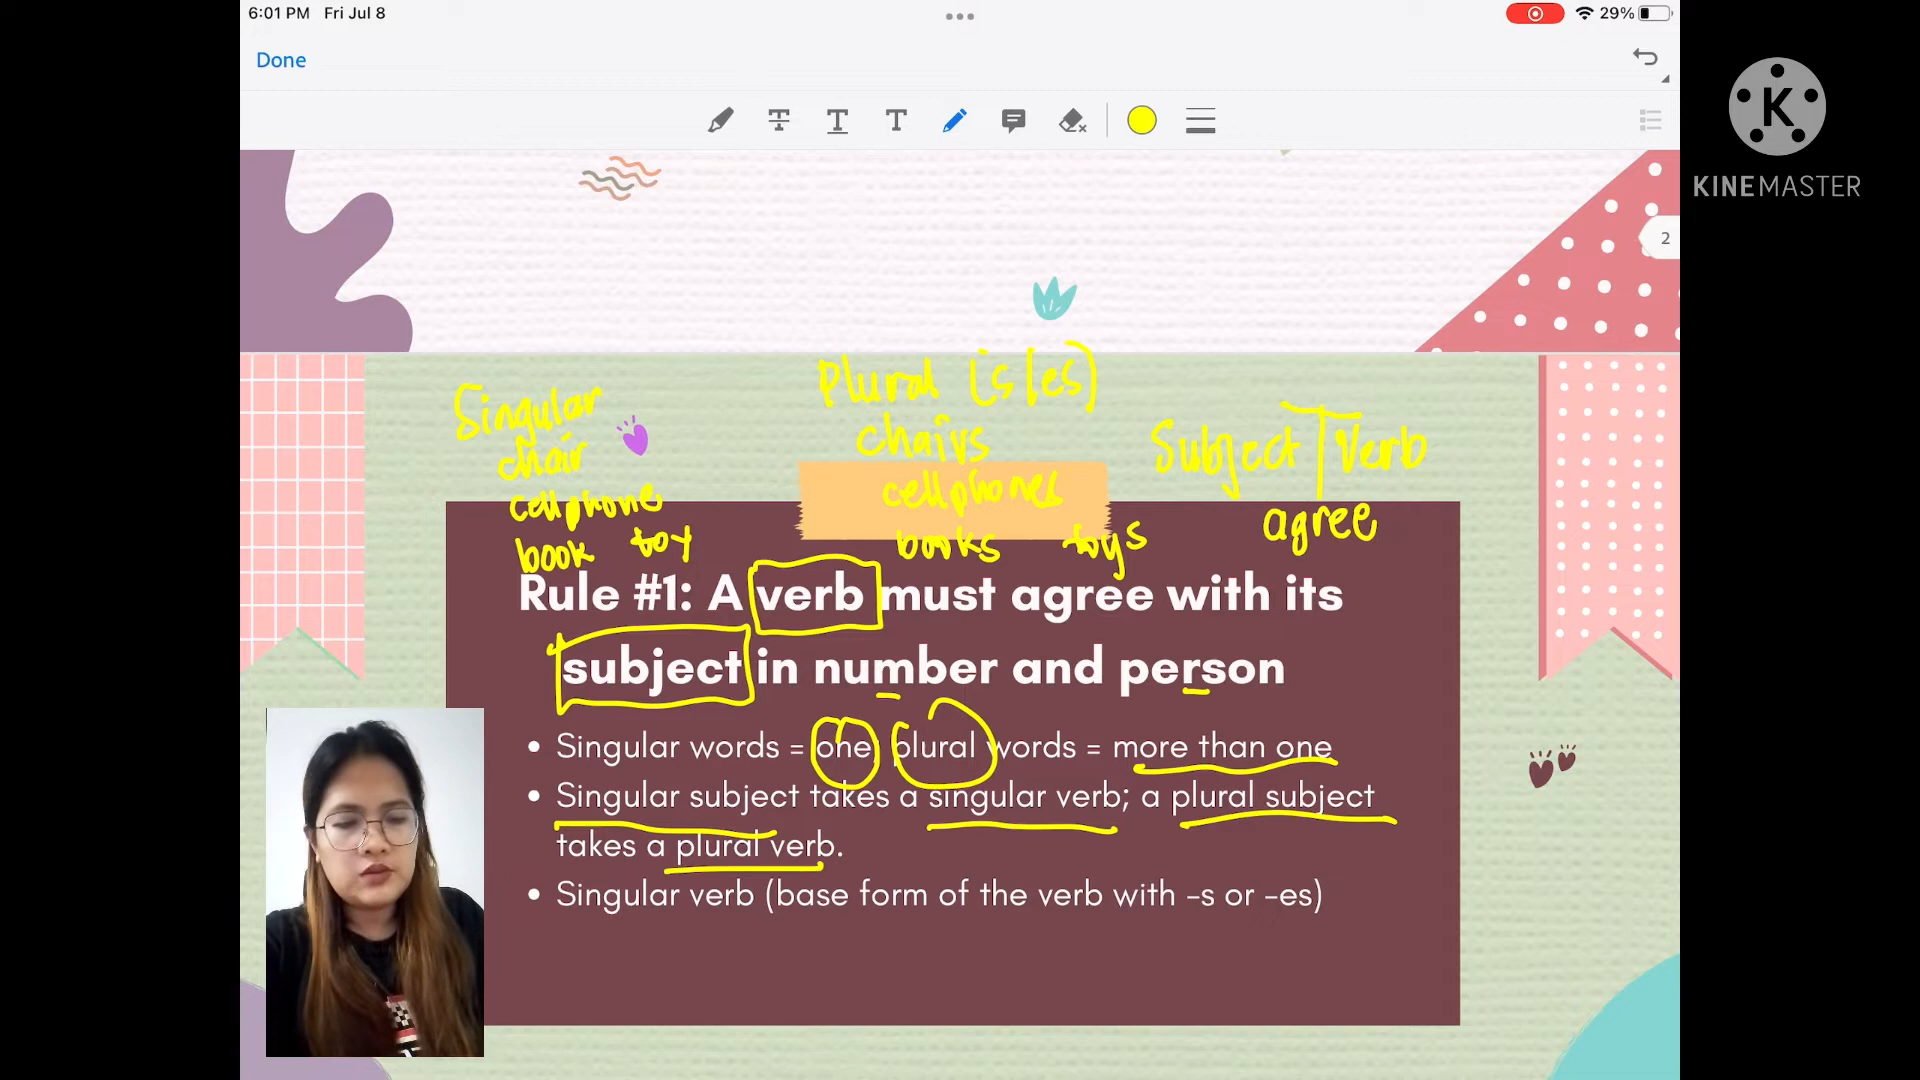 6:01 PM Fri Jul 8
29%
Done
K
KINEMASTER
2
Singular
chair
cellphone
book toy
Plural (s/es)
chairs
cellphones
books toys
Subject Verb
agree
Rule #1: A verb must agree with its
subject in number and person
• Singular words = one; plural words = more than one
• Singular subject takes a singular verb; a plural subject
takes a plural verb.
• Singular verb (base form of the verb with -s or -es)